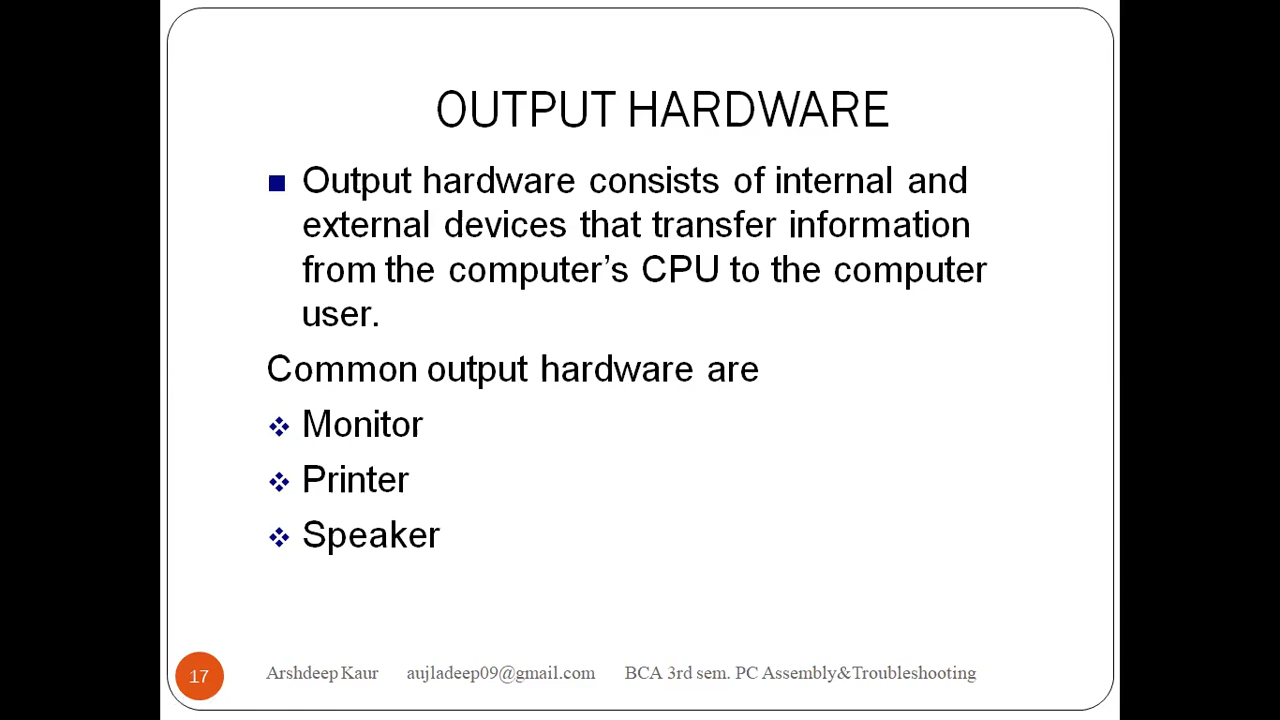 OUTPUT HARDWARE
Output hardware consists of internal and
external devices that transfer information
from the computer’s CPU to the computer
user.
Common output hardware are
Monitor
Printer
Speaker
17 Arshdeep Kaur aujladeep09@gmail.com BCA 3rd sem. PC Assembly&Troubleshooting